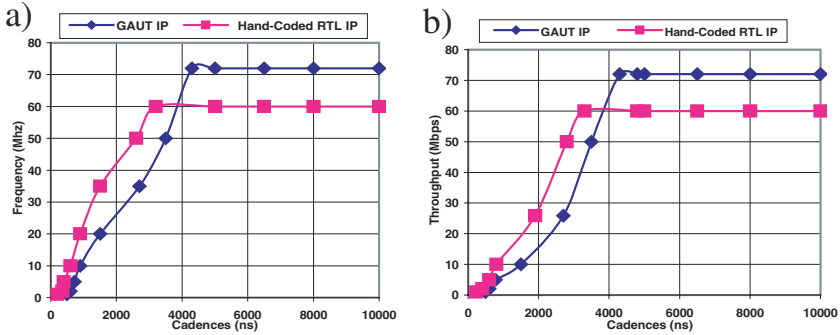 a)
GAUT IP
Hand-Coded RTL IP
Frequency (Mhz)
80
70
60
50
40
30
20
10
0
0 2000 4000 6000 8000 10000
Cadences (ns)
b)
GAUT IP
Hand-Coded RTL IP
Throughput (Mbps)
80
70
60
50
40
30
20
10
0
0 2000 4000 6000 8000 10000
Cadences (ns)